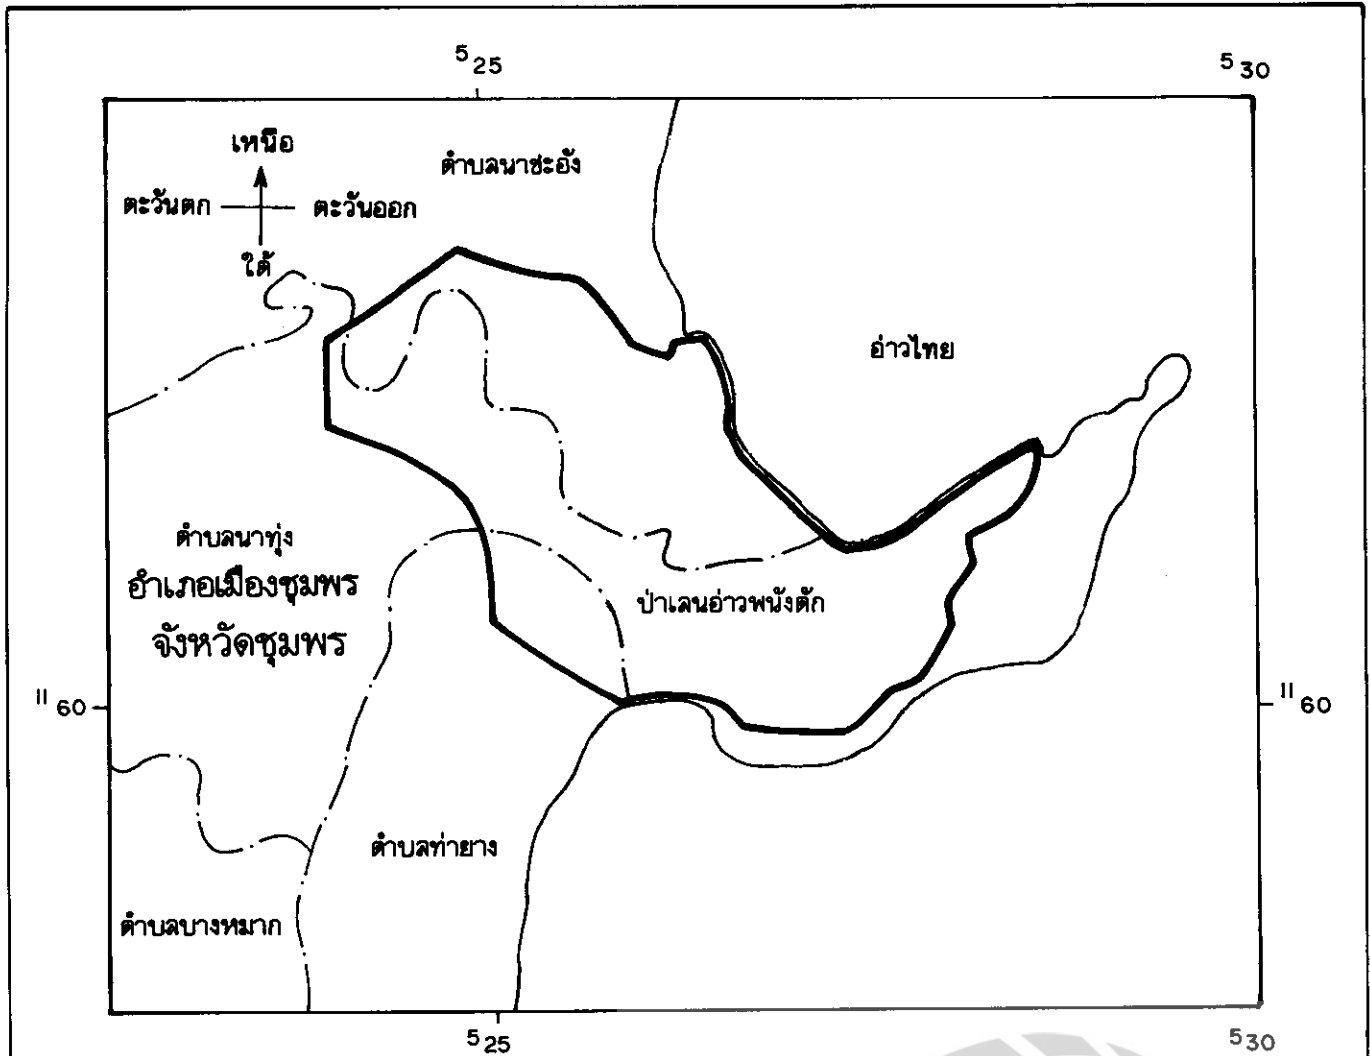 5 25
5 30
เหนือ
ตำบลนาชะอัง
ตะวันตก
ตะวันออก
ใต้
อ่าวไทย
ตำบลนาทุ่ง
อำเภอเมืองชุมพร
จังหวัดชุมพร
ป่าเลนอ่าวพนังตัก
11 60
11 60
ตำบลท่ายาง
ตำบลบางหมาก
5 25
5 30